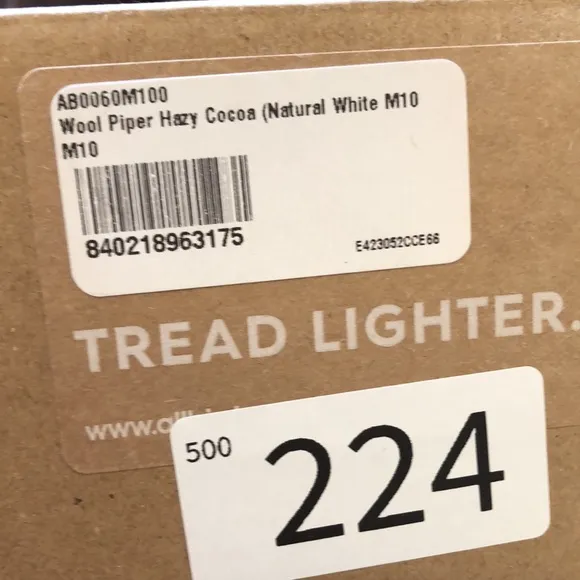 AB0060M100
Wool Piper Hazy Cocoa (Natural White M10
M10
840218963175
E423052CCE66
TREAD LIGHTER.
500
224